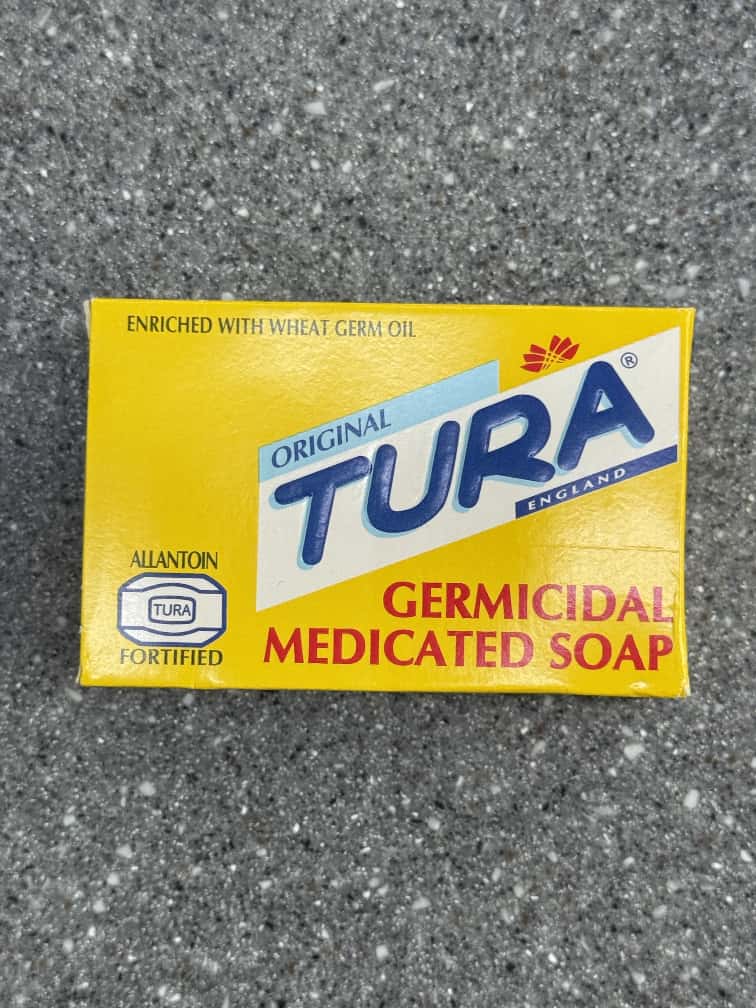 ENRICHED WITH WHEAT GERM OIL
ORIGINAL
TURA®
ENGLAND
ALLANTOIN
TURA
FORTIFIED
GERMICIDAL
MEDICATED SOAP